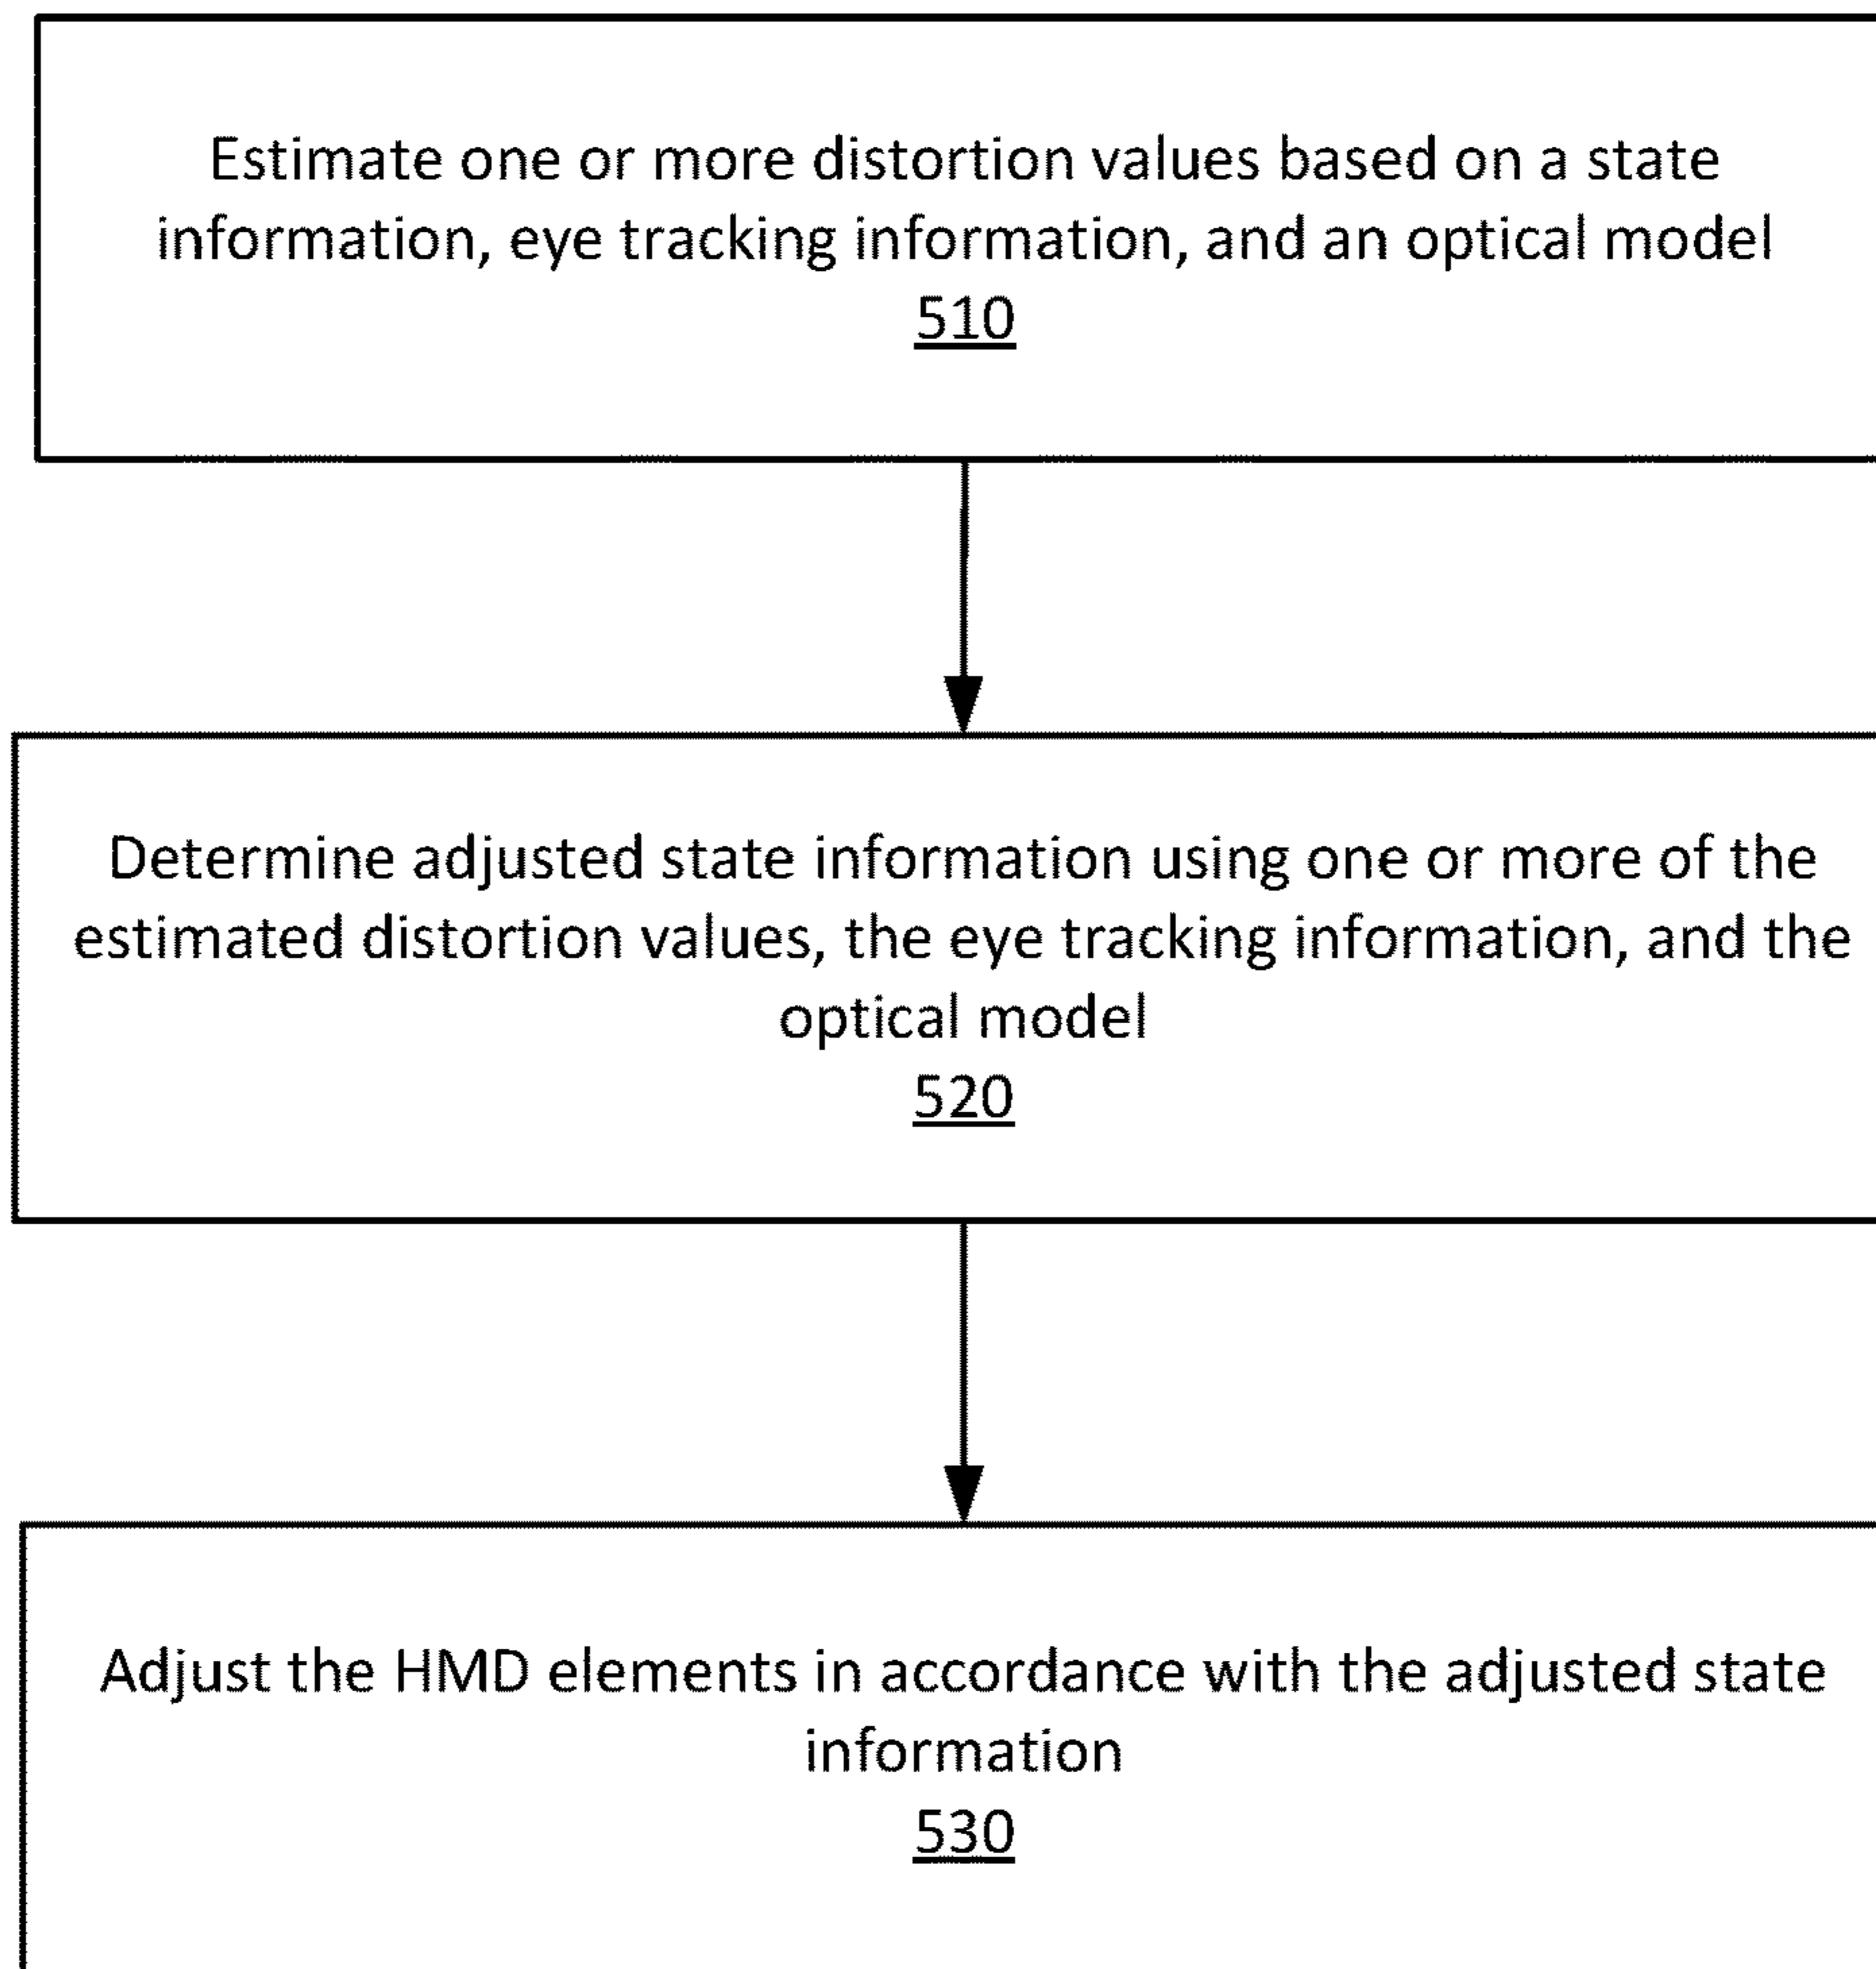 Estimate one or more distortion values based on a state
information, eye tracking information, and an optical model
510
Determine adjusted state information using one or more of the
estimated distortion values, the eye tracking information, and the
optical model
520
Adjust the HMD elements in accordance with the adjusted state
information
530